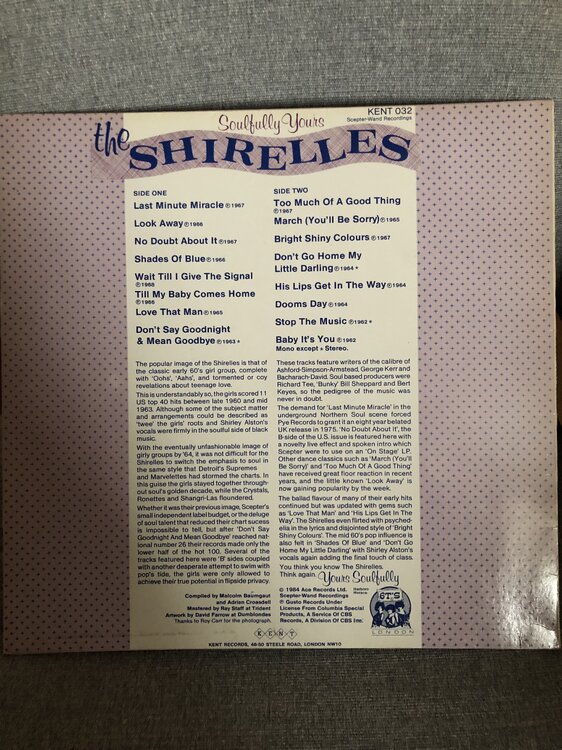 KENT 032
Scepter-Wand Recordings
Soulfully Yours
the SHIRELLES
SIDE ONE
Last Minute Miracle ℗1967
Look Away ℗1966
No Doubt About It ℗1967
Shades Of Blue ℗1966
Wait Till I Give The Signal
℗1968
Till My Baby Comes Home
℗1966
Love That Man ℗1965
Don't Say Goodnight
& Mean Goodbye ℗1963 *
SIDE TWO
Too Much Of A Good Thing
℗1967
March (You'll Be Sorry) ℗1965
Bright Shiny Colours ℗1967
Don't Go Home My
Little Darling ℗1964 *
His Lips Get In The Way ℗1964
Dooms Day ℗1964
Stop The Music ℗1962 *
Baby It's You ℗1962
Mono except * Stereo.
The popular image of the Shirelles is that of
the classic early 60's girl group, complete
with 'Oohs', 'Aahs', and tormented or coy
revelations about teenage love.
This is understandably so, the girls scored 11
US top 40 hits between late 1960 and mid
1963. Although some of the subject matter
and arrangements could be described as
'twee' the girls' roots and Shirley Alston's
vocals were firmly in the soulful side of black
music.
With the eventually unfashionable image of
girly groups by '64, it was not difficult for the
Shirelles to switch the emphasis to soul in
the same style that Detroit's Supremes
and Marvelettes had stormed the charts. In
this guise the girls stayed together through-
out soul's golden decade, while the Crystals,
Ronettes and Shangri-Las floundered.
Whether it was their previous image, Scepter's
small independent label budget, or the deluge
of soul talent that reduced their chart sucess
is impossible to tell, but after 'Don't Say
Goodnight And Mean Goodbye' reached nat-
ional number 26 their records made only the
lower half of the hot 100. Several of the
tracks featured here were 'B' sides coupled
with another desperate attempt to swim with
pop's tide, the girls were only allowed to
achieve their true potential in flipside privacy.
Compiled by Malcolm Baumgaut
and Adrian Croasdell
Mastered by Ray Staff at Trident
Artwork by David Farrow at Dumblondes
Thanks to Roy Carr for the photograph.
These tracks feature writers of the calibre of
Ashford-Simpson-Armstead, George Kerr and
Bacharach-David. Soul based producers were
Richard Tee, 'Bunky' Bill Sheppard and Bert
Keyes, so the pedigree of the music was
never in doubt.
The demand for 'Last Minute Miracle' in the
underground Northern Soul scene forced
Pye Records to grant it an eight year belated
UK release in 1975. 'No Doubt About It', the
B-side of the U.S. issue is featured here with
a novelty live effect and spoken intro which
Scepter were to use on an 'On Stage' LP.
Other dance classics such as 'March (You'll
Be Sorry)' and 'Too Much Of A Good Thing'
have received great floor reaction in recent
years, and the little known 'Look Away' is
now gaining popularity by the week.
The ballad flavour of many of their early hits
continued but was updated with gems such
as 'Love That Man' and 'His Lips Get In The
Way'. The Shirelles even flirted with psyched-
elia in the lyrics and disjointed style of 'Bright
Shiny Colours'. The mid 60's pop influence is
also felt in 'Shades Of Blue' and 'Don't Go
Home My Little Darling' with Shirley Alston's
vocals again adding the final touch of class.
You think you know The Shirelles.
Think again. Yours Soulfully
© 1984 Ace Records Ltd.
Scepter-Wand Recordings
℗ Gusto Records Under
License From Columbia Special
Products, A Service Of CBS
Records, A Division Of CBS Inc.
6T'S
LONDON
KENT
KENT RECORDS, 48-50 STEELE ROAD, LONDON NW10